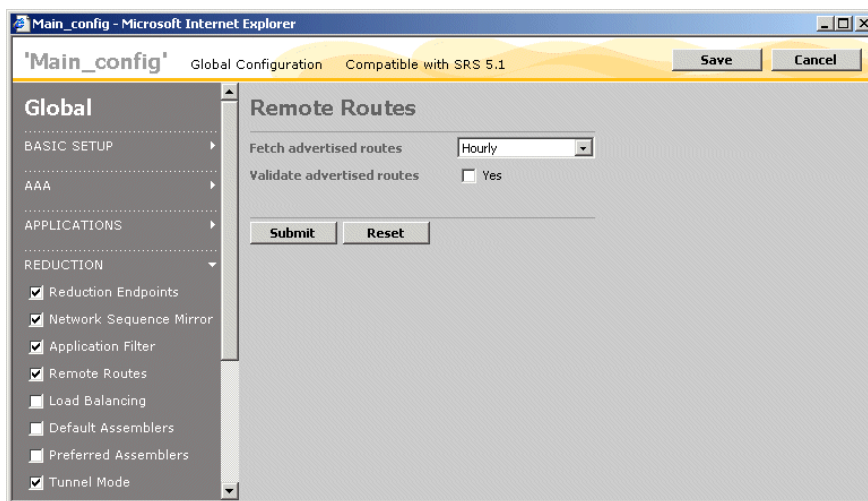 Main_config - Microsoft Internet Explorer
'Main_config' Global Configuration Compatible with SRS 5.1 Save Cancel
Global
BASIC SETUP
AAA
APPLICATIONS
REDUCTION
Reduction Endpoints
Network Sequence Mirror
Application Filter
Remote Routes
Load Balancing
Default Assemblers
Preferred Assemblers
Tunnel Mode
Remote Routes
Fetch advertised routes Hourly
Validate advertised routes Yes
Submit Reset